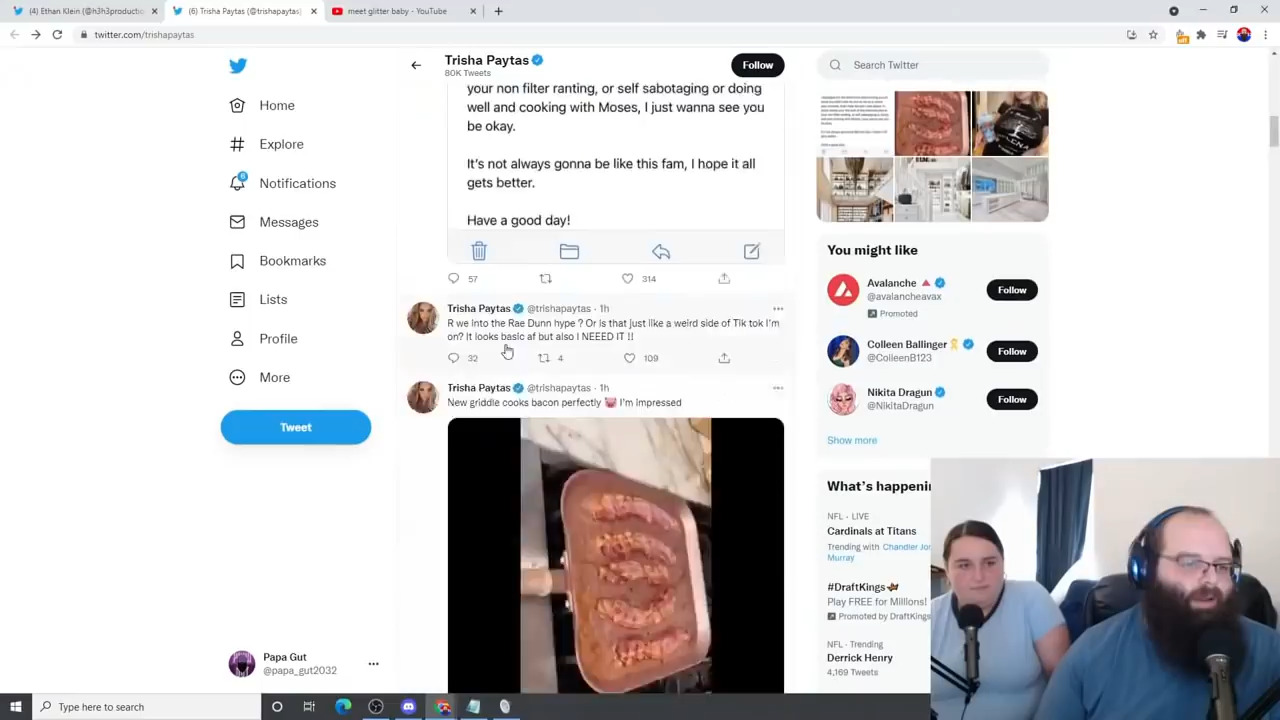 (4) Ethan Klein (@h3h3productio
(6) Trisha Paytas (@trishapaytas)
meet glitter baby - YouTube
twitter.com/trishapaytas
Home
Explore
Notifications
Messages
Bookmarks
Lists
Profile
More
Tweet
Papa Gut
@papa_gut2032
Trisha Paytas
80K Tweets
Follow
your non filter ranting, or self sabotaging or doing
well and cooking with Moses, I just wanna see you
be okay.
It's not always gonna be like this fam, I hope it all
gets better.
Have a good day!
57
314
Trisha Paytas @trishapaytas · 1h
R we into the Rae Dunn hype ? Or is that just like a weird side of Tik tok I'm
on? It looks basic af but also I NEEED IT !!
32
4
109
Trisha Paytas @trishapaytas · 1h
New griddle cooks bacon perfectly 🐷 I'm impressed
Search Twitter
You might like
Avalanche
@avalancheavax
Promoted
Follow
Colleen Ballinger
@ColleenB123
Follow
Nikita Dragun
@NikitaDragun
Follow
Show more
What's happenin
NFL · LIVE
Cardinals at Titans
Trending with Chandler Jo
Murray
#DraftKings
Play FREE for Millions!
Promoted by DraftKings
NFL · Trending
Derrick Henry
4,169 Tweets
Type here to search